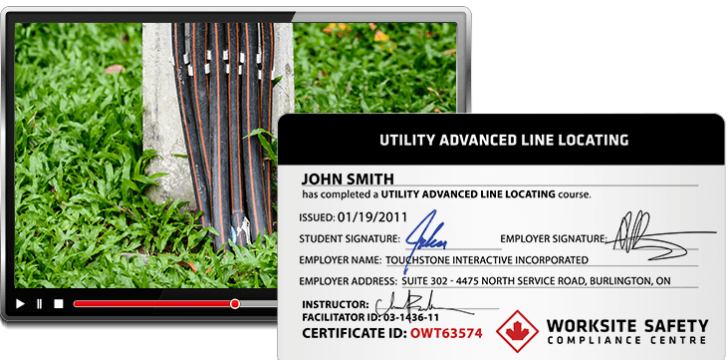 UTILITY ADVANCED LINE LOCATING
JOHN SMITH
has completed a UTILITY ADVANCED LINE LOCATING course.
ISSUED: 01/19/2011
STUDENT SIGNATURE: John EMPLOYER SIGNATURE:
EMPLOYER NAME: TOUCHSTONE INTERACTIVE INCORPORATED
EMPLOYER ADDRESS: SUITE 302 - 4475 NORTH SERVICE ROAD, BURLINGTON, ON
INSTRUCTOR:
FACILITATOR ID: 03-1436-11
CERTIFICATE ID: OWT63574
WORKSITE SAFETY
COMPLIANCE CENTRE